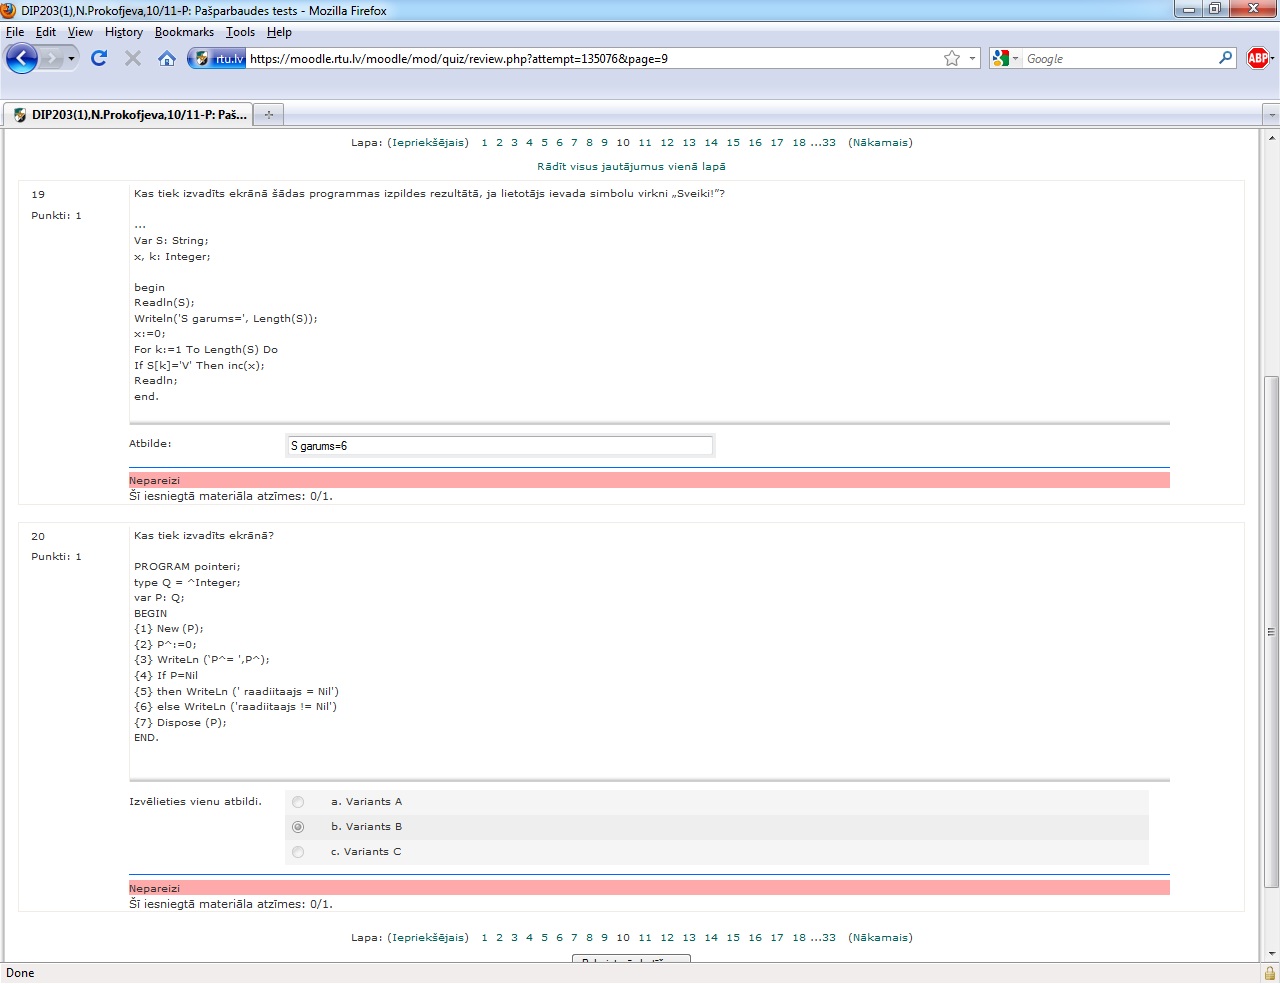 DIP203(1),N.Prokofjeva,10/11-P: Pašparbaudes tests - Mozilla Firefox
File Edit View History Bookmarks Tools Help
rtu.lv https://moodle.rtu.lv/moodle/mod/quiz/review.php?attempt=135076&page=9
Google
ABP
DIP203(1),N.Prokofjeva,10/11-P: Paš...
Lapa: (Iepriekšējais) 1 2 3 4 5 6 7 8 9 10 11 12 13 14 15 16 17 18 ...33 (Nākamais)
Rādīt visus jautājumus vienā lapā
19
Punkti: 1
Kas tiek izvadīts ekrānā šādas programmas izpildes rezultātā, ja lietotājs ievada simbolu virkni „Sveiki!”?
...
Var S: String;
x, k: Integer;
begin
Readln(S);
Writeln('S garums=', Length(S));
x:=0;
For k:=1 To Length(S) Do
If S[k]='V' Then inc(x);
Readln;
end.
Atbilde:
S garums=6
Nepareizi
Šī iesniegtā materiāla atzīmes: 0/1.
20
Punkti: 1
Kas tiek izvadīts ekrānā?
PROGRAM pointeri;
type Q = ^Integer;
var P: Q;
BEGIN
{1} New (P);
{2} P^:=0;
{3} WriteLn (‘P^= ',P^);
{4} If P=Nil
{5} then WriteLn (' raadiitaajs = Nil')
{6} else WriteLn ('raadiitaajs != Nil')
{7} Dispose (P);
END.
Izvēlieties vienu atbildi.
a. Variants A
b. Variants B
c. Variants C
Nepareizi
Šī iesniegtā materiāla atzīmes: 0/1.
Lapa: (Iepriekšējais) 1 2 3 4 5 6 7 8 9 10 11 12 13 14 15 16 17 18 ...33 (Nākamais)
Done